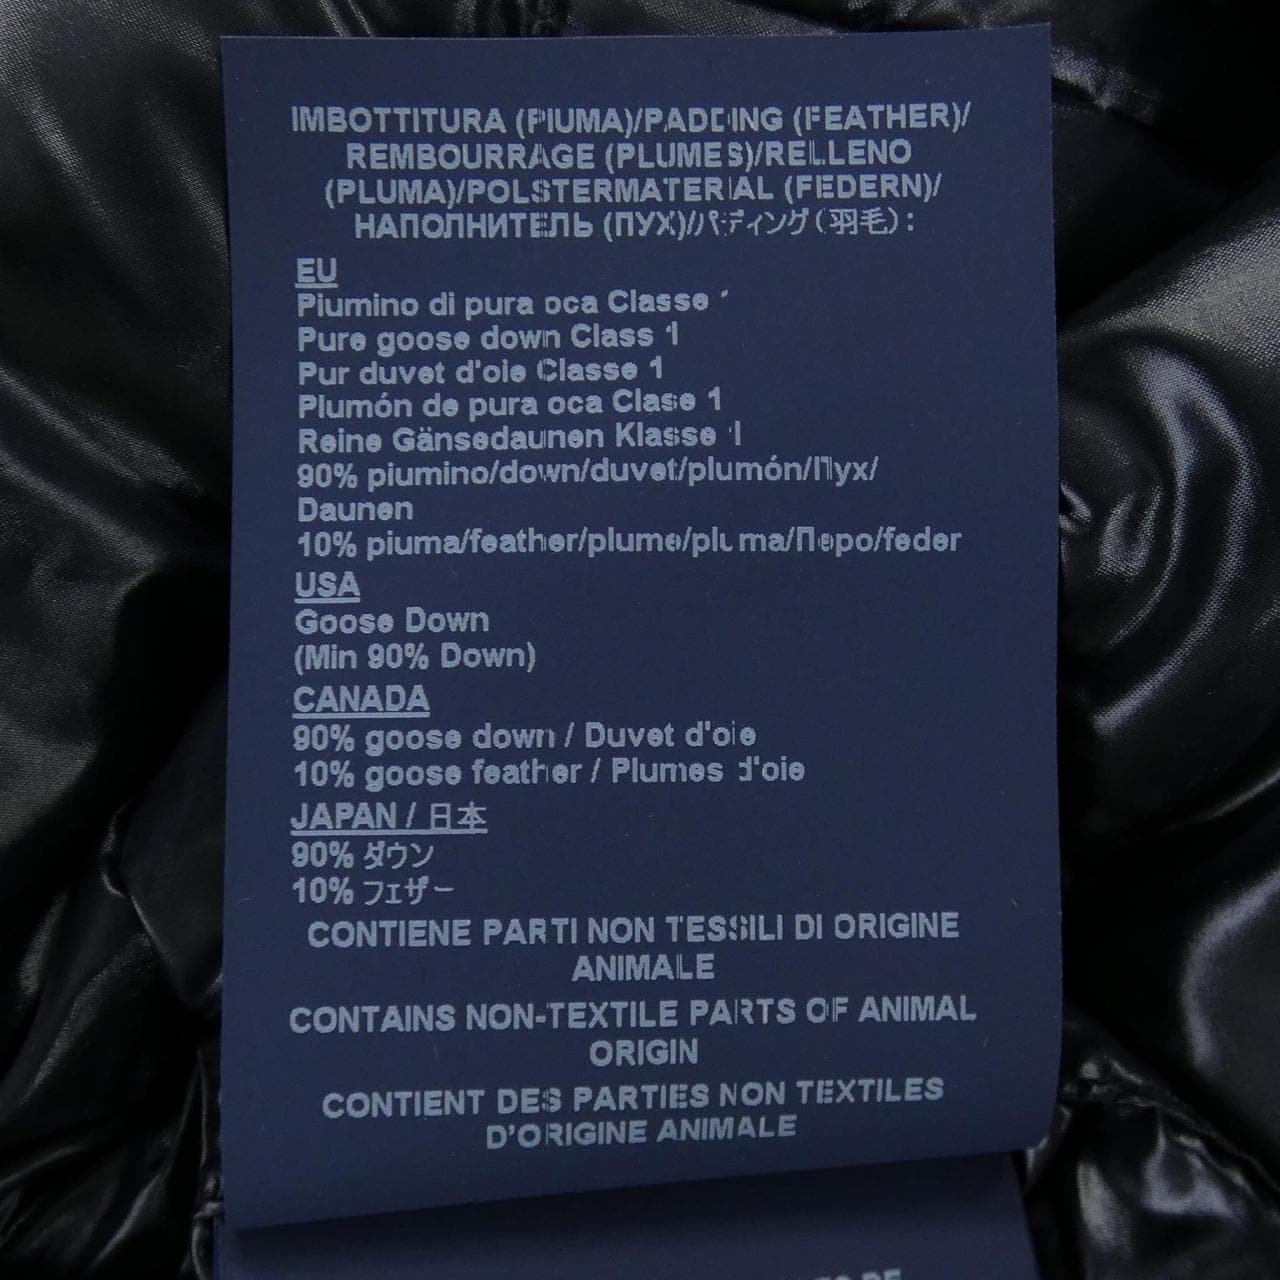 IMBOTTITURA (PIUMA)/PADDING (FEATHER)/
REMBOURRAGE (PLUMES)/RELLENO
(PLUMA)/POLSTERMATERIAL (FEDERN)/
НАПОЛНИТЕЛЬ (ПУХ)/パディング(羽毛):
EU
Piumino di pura oca Classe 1
Pure goose down Class 1
Pur duvet d'oie Classe 1
Plumón de pura oca Clase 1
Reine Gänsedaunen Klasse 1
90% piumino/down/duvet/plumón/Пух/
Daunen
10% piuma/feather/plume/pluma/Перо/feder
USA
Goose Down
(Min 90% Down)
CANADA
90% goose down / Duvet d'oie
10% goose feather / Plumes d'oie
JAPAN / 日本
90% ダウン
10% フェザー
CONTIENE PARTI NON TESSILI DI ORIGINE
ANIMALE
CONTAINS NON-TEXTILE PARTS OF ANIMAL
ORIGIN
CONTIENT DES PARTIES NON TEXTILES
D'ORIGINE ANIMALE